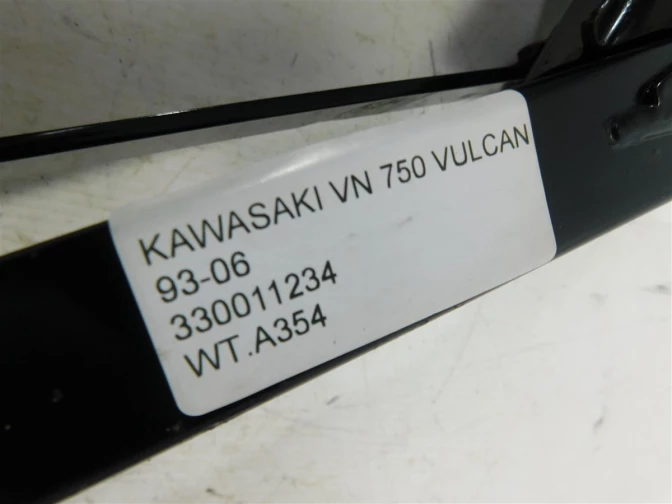 KAWASAKI VN 750 VULCAN
93-06
330011234
WT.A354